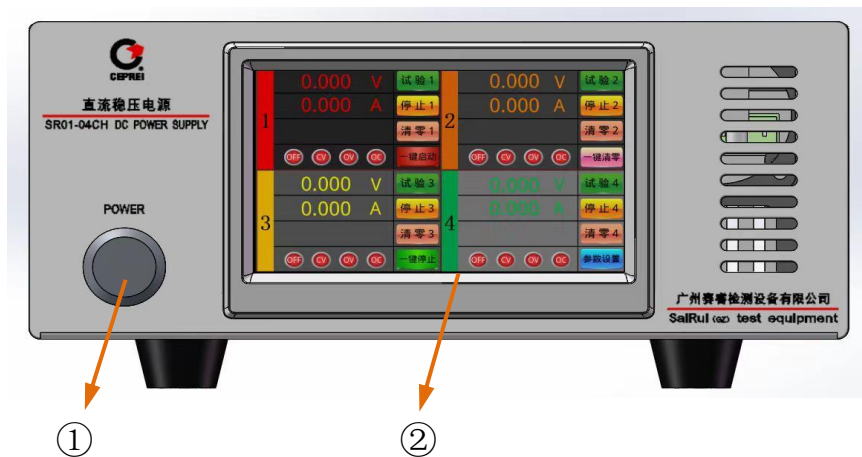 CEPREI
直流稳压电源
SR01-04CH DC POWER SUPPLY
POWER
1
0.000 V
0.000 A
试验1
停止1
清零1
OFF CV OV OC
一键启动
2
0.000 V
0.000 A
试验2
停止2
清零2
OFF CV OV OC
一键清零
3
0.000 V
0.000 A
试验3
停止3
清零3
OFF CV OV OC
一键停止
4
0.000 V
0.000 A
试验4
停止4
清零4
OFF CV OV OC
参数设置
广州赛睿检测设备有限公司
SaiRui (GZ) test equipment
①
②